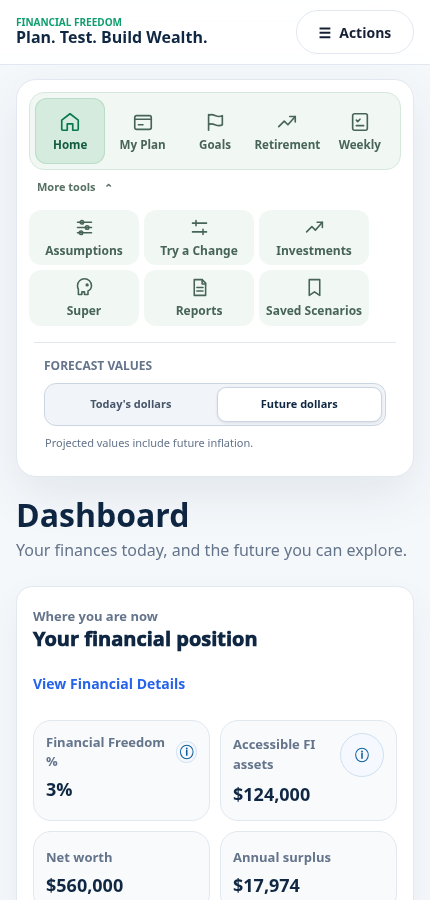 FINANCIAL FREEDOM
Plan. Test. Build Wealth.
☰ Actions
Home
My Plan
Goals
Retirement
Weekly
More tools
Assumptions
Try a Change
Investments
Super
Reports
Saved Scenarios
FORECAST VALUES
Today's dollars
Future dollars
Projected values include future inflation.
Dashboard
Your finances today, and the future you can explore.
Where you are now
Your financial position
View Financial Details
Financial Freedom
%
ⓘ
3%
Accessible FI
assets
ⓘ
$124,000
Net worth
$560,000
Annual surplus
$17,974